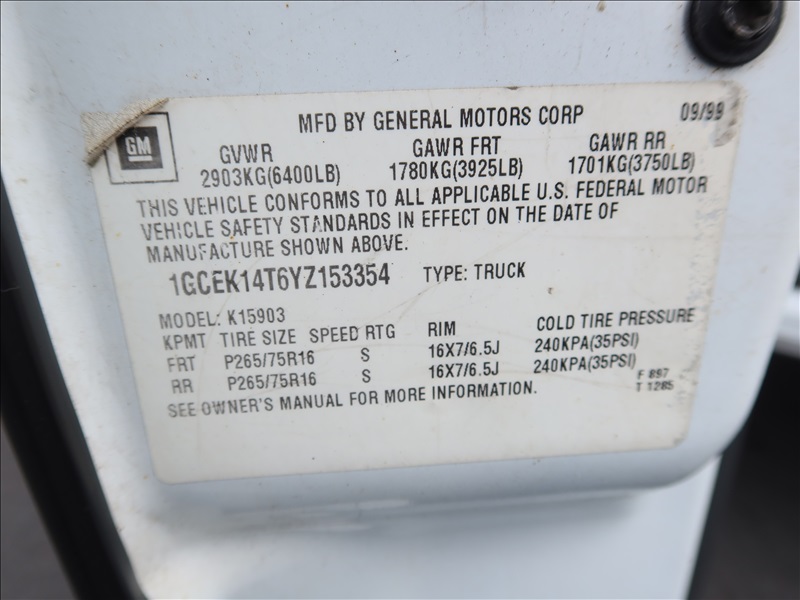 MFD BY GENERAL MOTORS CORP 09/99
GM
GVWR GAWR FRT GAWR RR
2903KG(6400LB) 1780KG(3925LB) 1701KG(3750LB)
THIS VEHICLE CONFORMS TO ALL APPLICABLE U.S. FEDERAL MOTOR
VEHICLE SAFETY STANDARDS IN EFFECT ON THE DATE OF
MANUFACTURE SHOWN ABOVE.
1GCEK14T6YZ153354 TYPE: TRUCK
MODEL: K15903
KPMT TIRE SIZE SPEED RTG RIM COLD TIRE PRESSURE
FRT P265/75R16 S 16X7/6.5J 240KPA(35PSI)
RR P265/75R16 S 16X7/6.5J 240KPA(35PSI)
F 897
T 1285
SEE OWNER'S MANUAL FOR MORE INFORMATION.